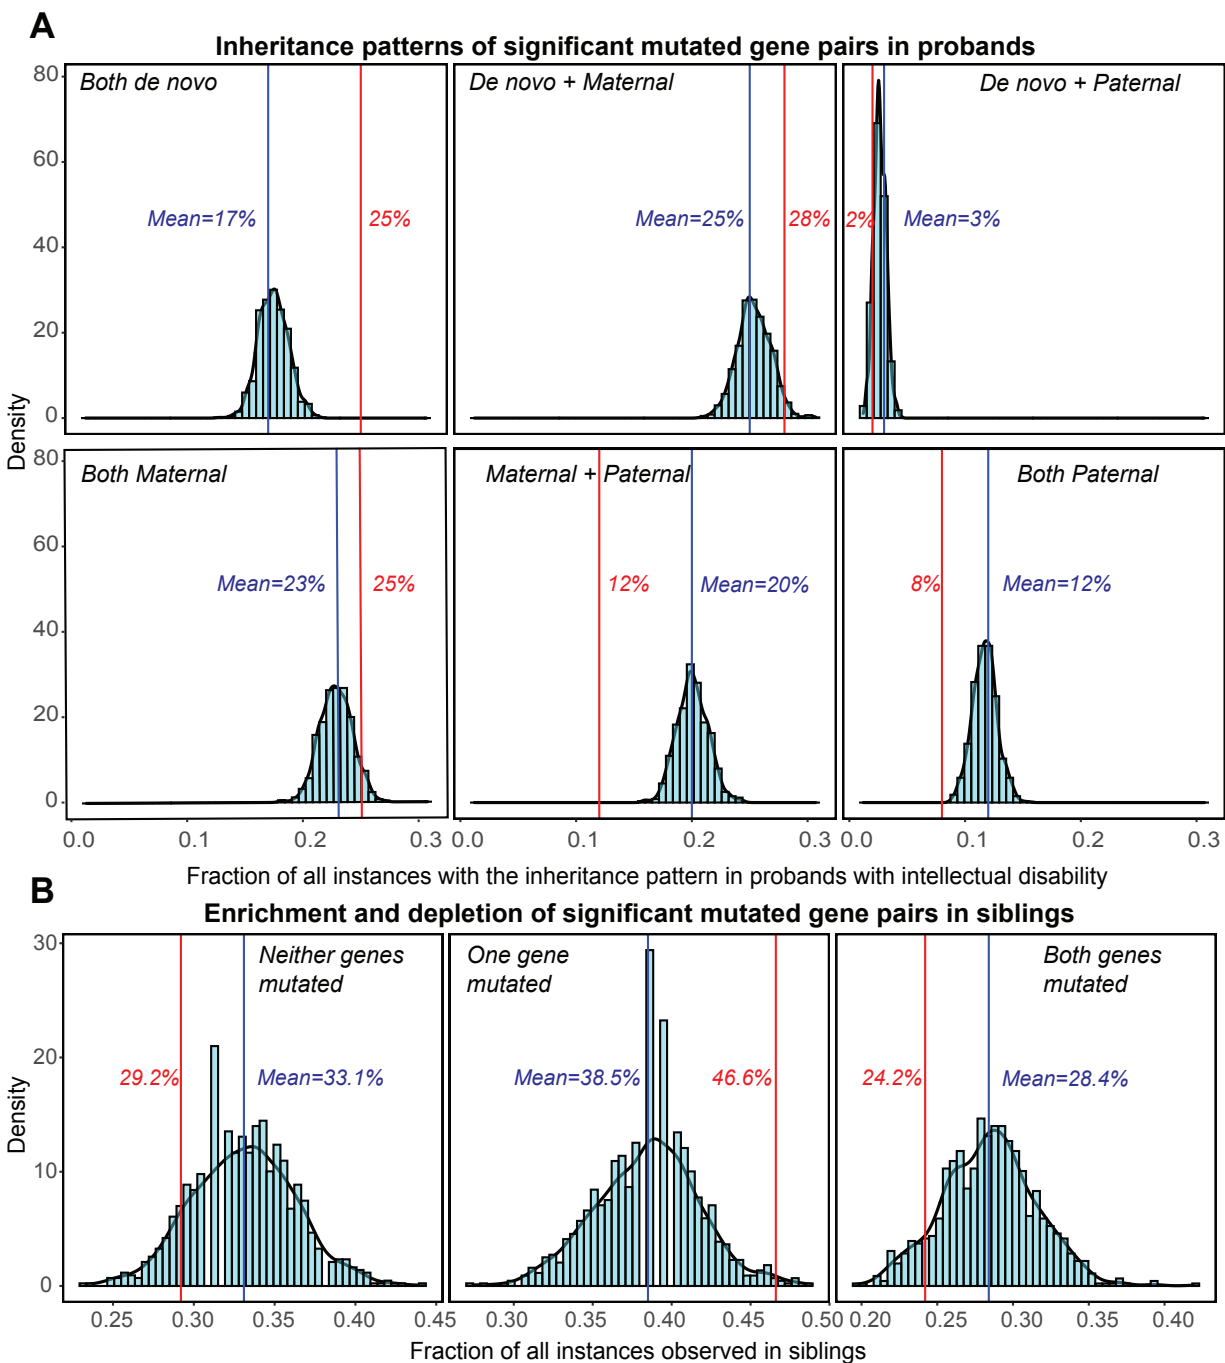 A
Inheritance patterns of significant mutated gene pairs in probands
Both de novo
De novo + Maternal
De novo + Paternal
80
60
40
20
0
Mean=17%
25%
Mean=25%
28%
2%
Mean=3%
Density
Both Maternal
Maternal + Paternal
Both Paternal
80
60
40
20
0
Mean=23%
25%
12%
Mean=20%
8%
Mean=12%
0.0 0.1 0.2 0.3 0.0 0.1 0.2 0.3 0.0 0.1 0.2 0.3
Fraction of all instances with the inheritance pattern in probands with intellectual disability
B
Enrichment and depletion of significant mutated gene pairs in siblings
Neither genes
mutated
One gene
mutated
Both genes
mutated
30
20
10
0
Density
29.2%
Mean=33.1%
Mean=38.5%
46.6%
24.2%
Mean=28.4%
0.25 0.30 0.35 0.40 0.45 0.30 0.40 0.50 0.20 0.25 0.30 0.35 0.40
Fraction of all instances observed in siblings